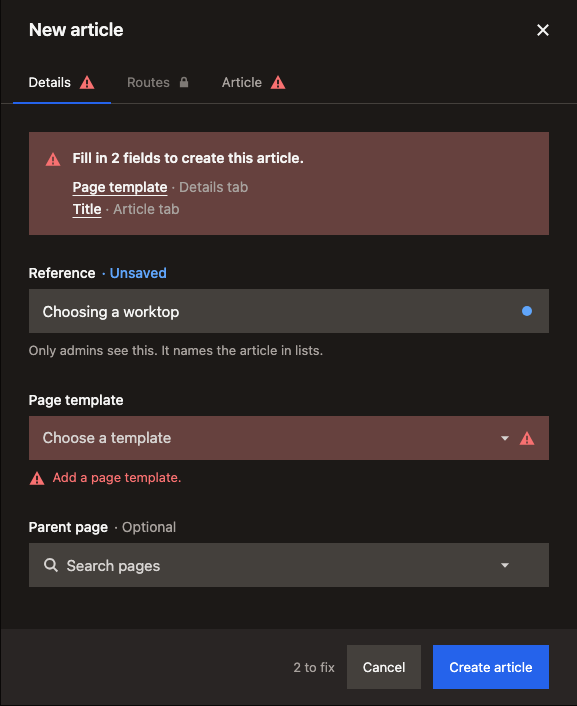 New article
Details
Routes
Article
Fill in 2 fields to create this article.
Page template · Details tab
Title · Article tab
Reference · Unsaved
Choosing a worktop
Only admins see this. It names the article in lists.
Page template
Choose a template
Add a page template.
Parent page · Optional
Search pages
2 to fix
Cancel
Create article